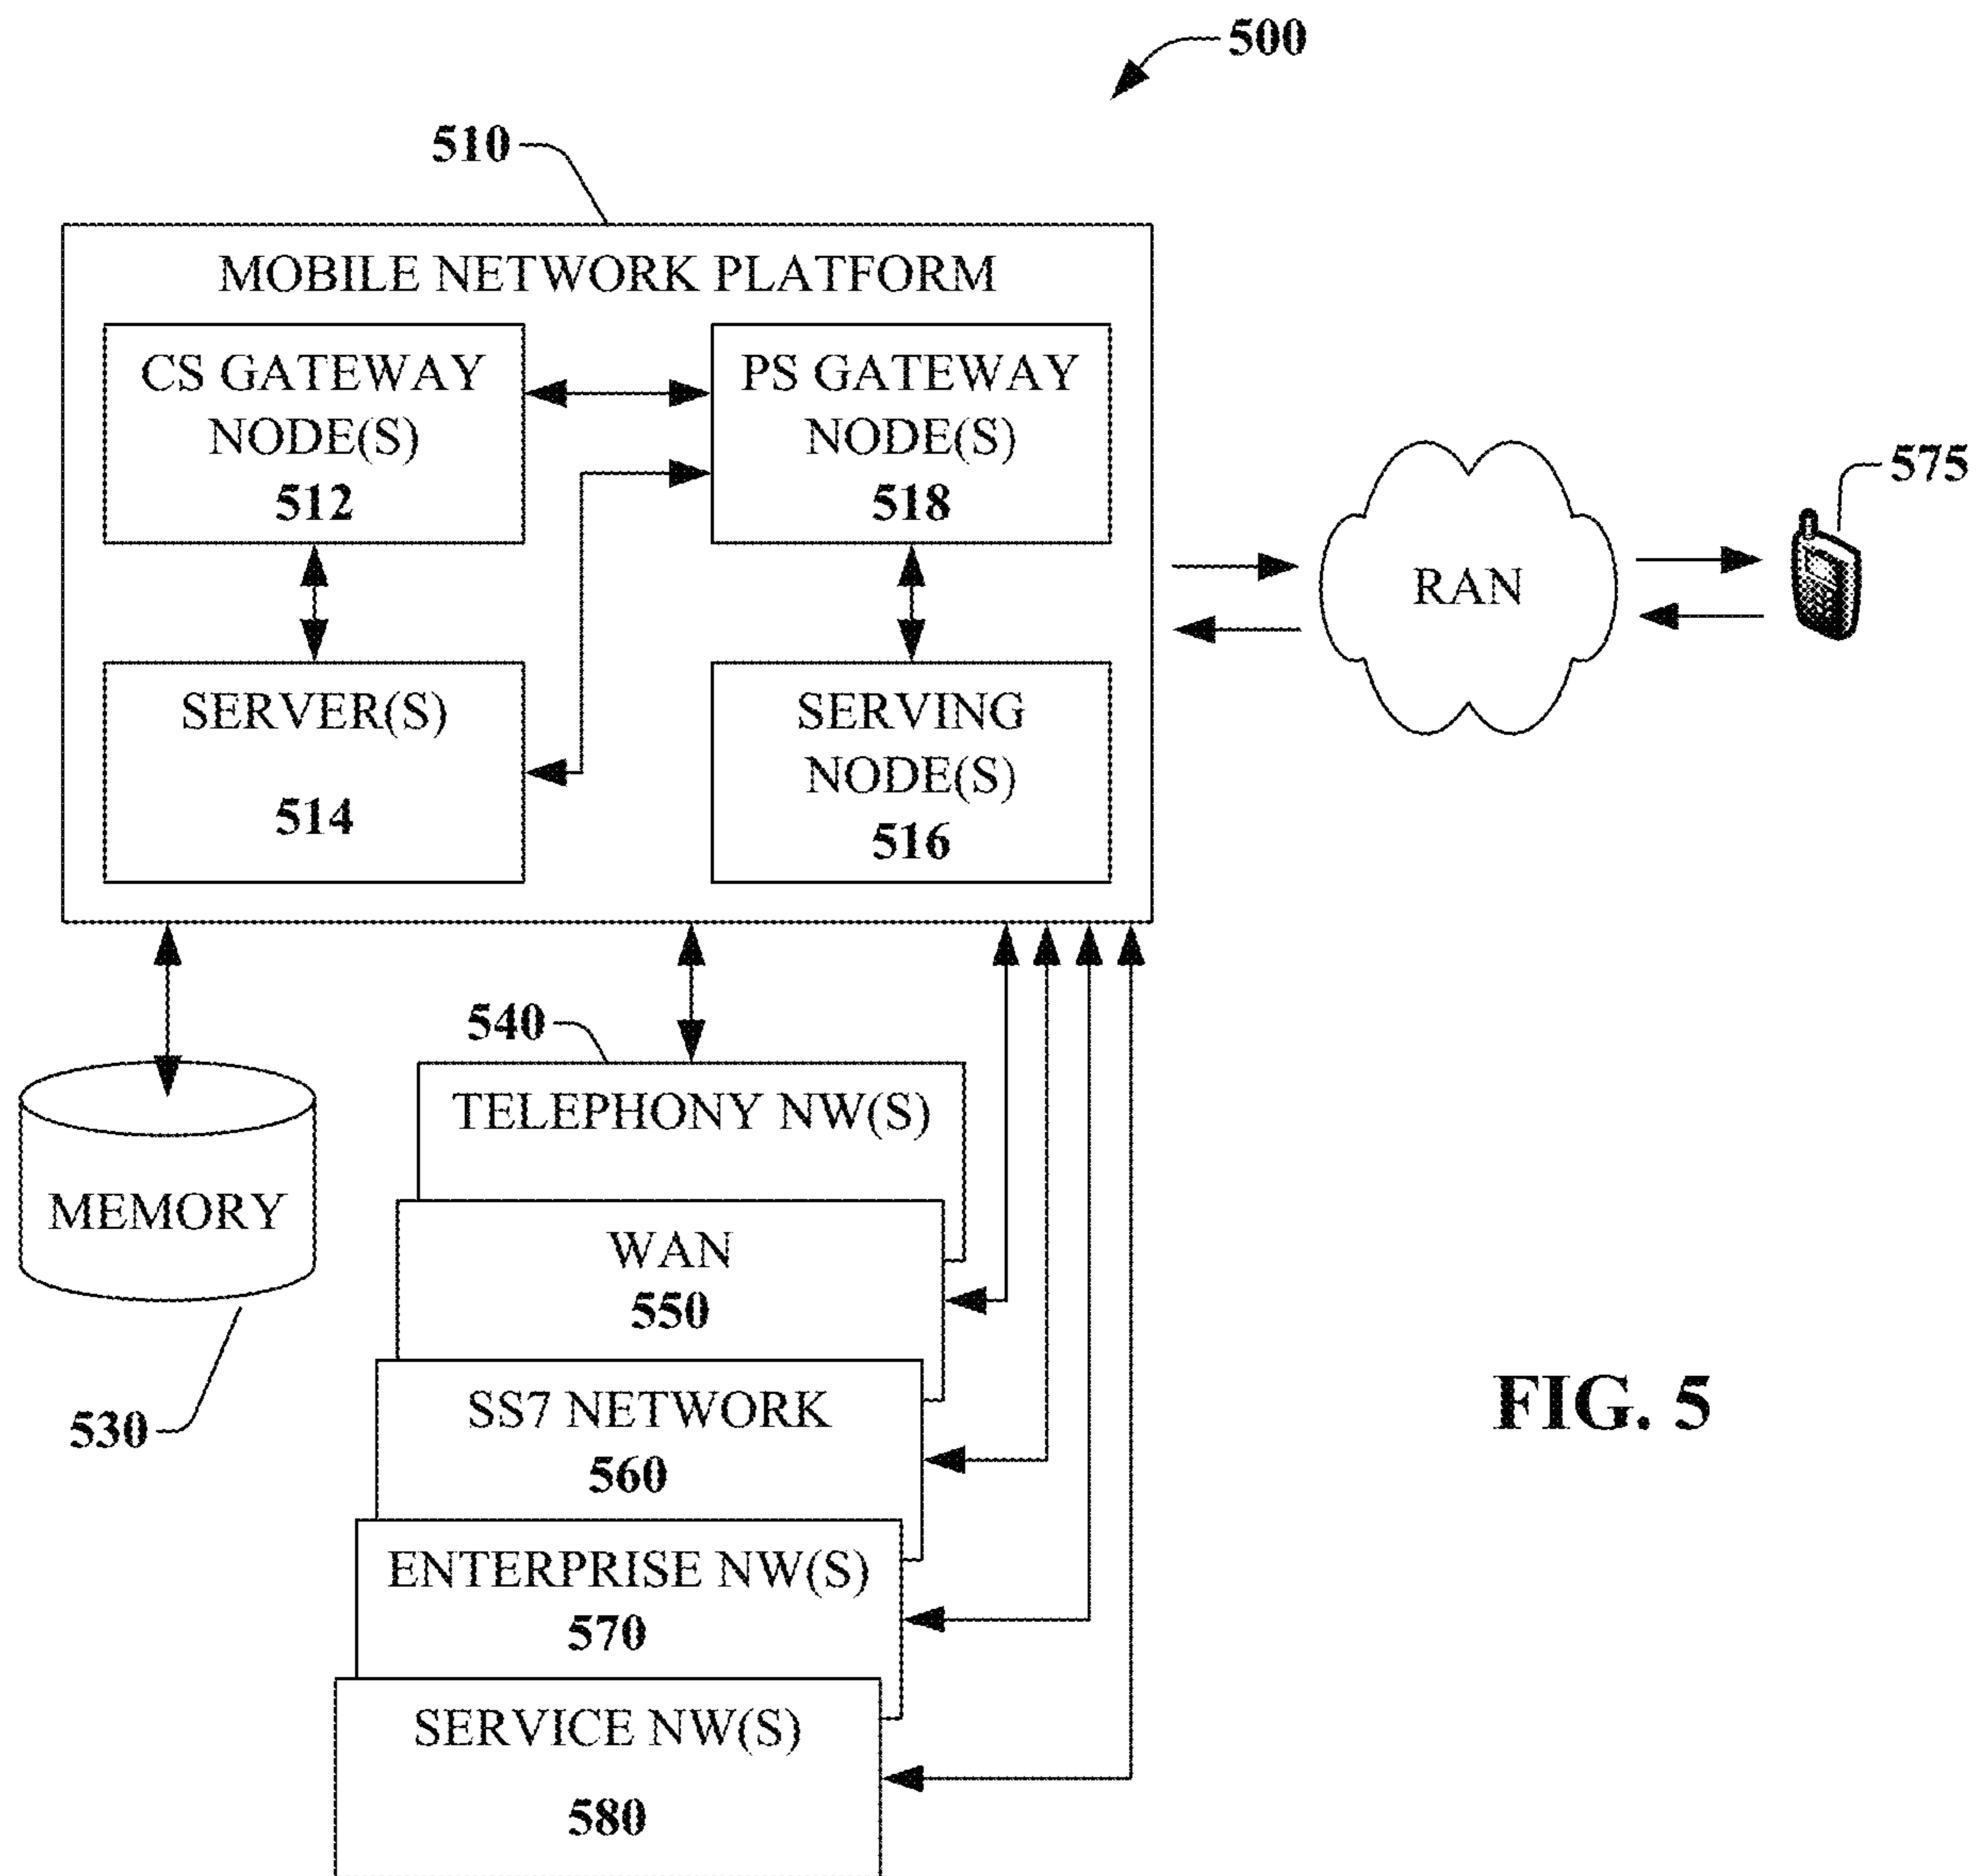 500
510
MOBILE NETWORK PLATFORM
CS GATEWAY
NODE(S)
512
PS GATEWAY
NODE(S)
518
SERVER(S)
514
SERVING
NODE(S)
516
RAN
575
540
TELEPHONY NW(S)
MEMORY
530
WAN
550
SS7 NETWORK
560
ENTERPRISE NW(S)
570
SERVICE NW(S)
580
FIG. 5